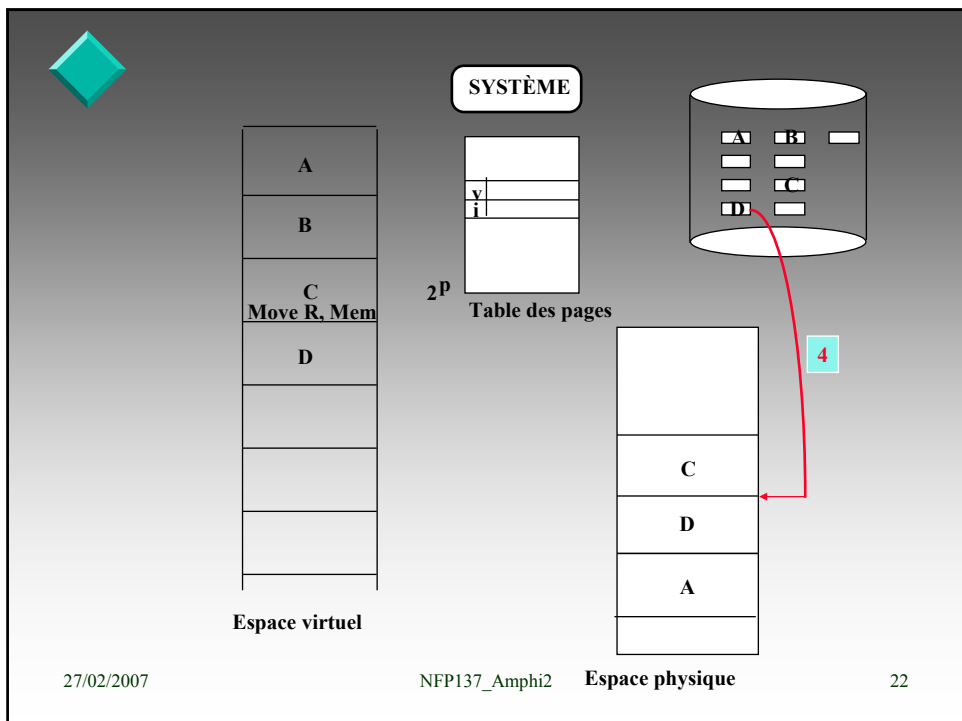 SYSTÈME
A B
C
D
A
B
C
Move R, Mem
D
v
i
2p
Table des pages
4
C
D
A
Espace virtuel
Espace physique
27/02/2007 NFP137_Amphi2 22